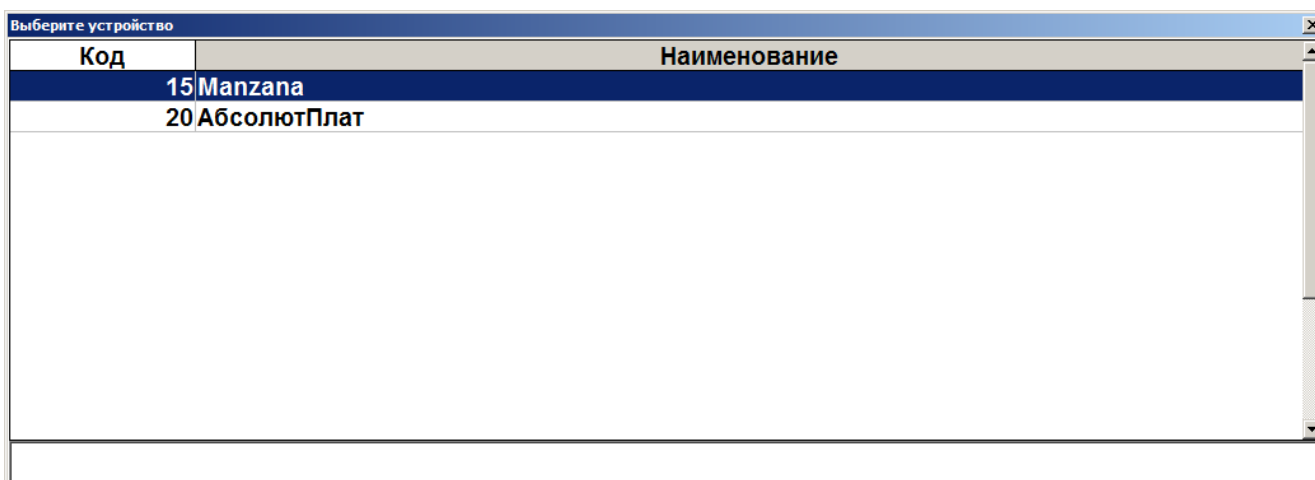 Выберите устройство
Код Наименование
15 Manzana
20 АбсолютПлат